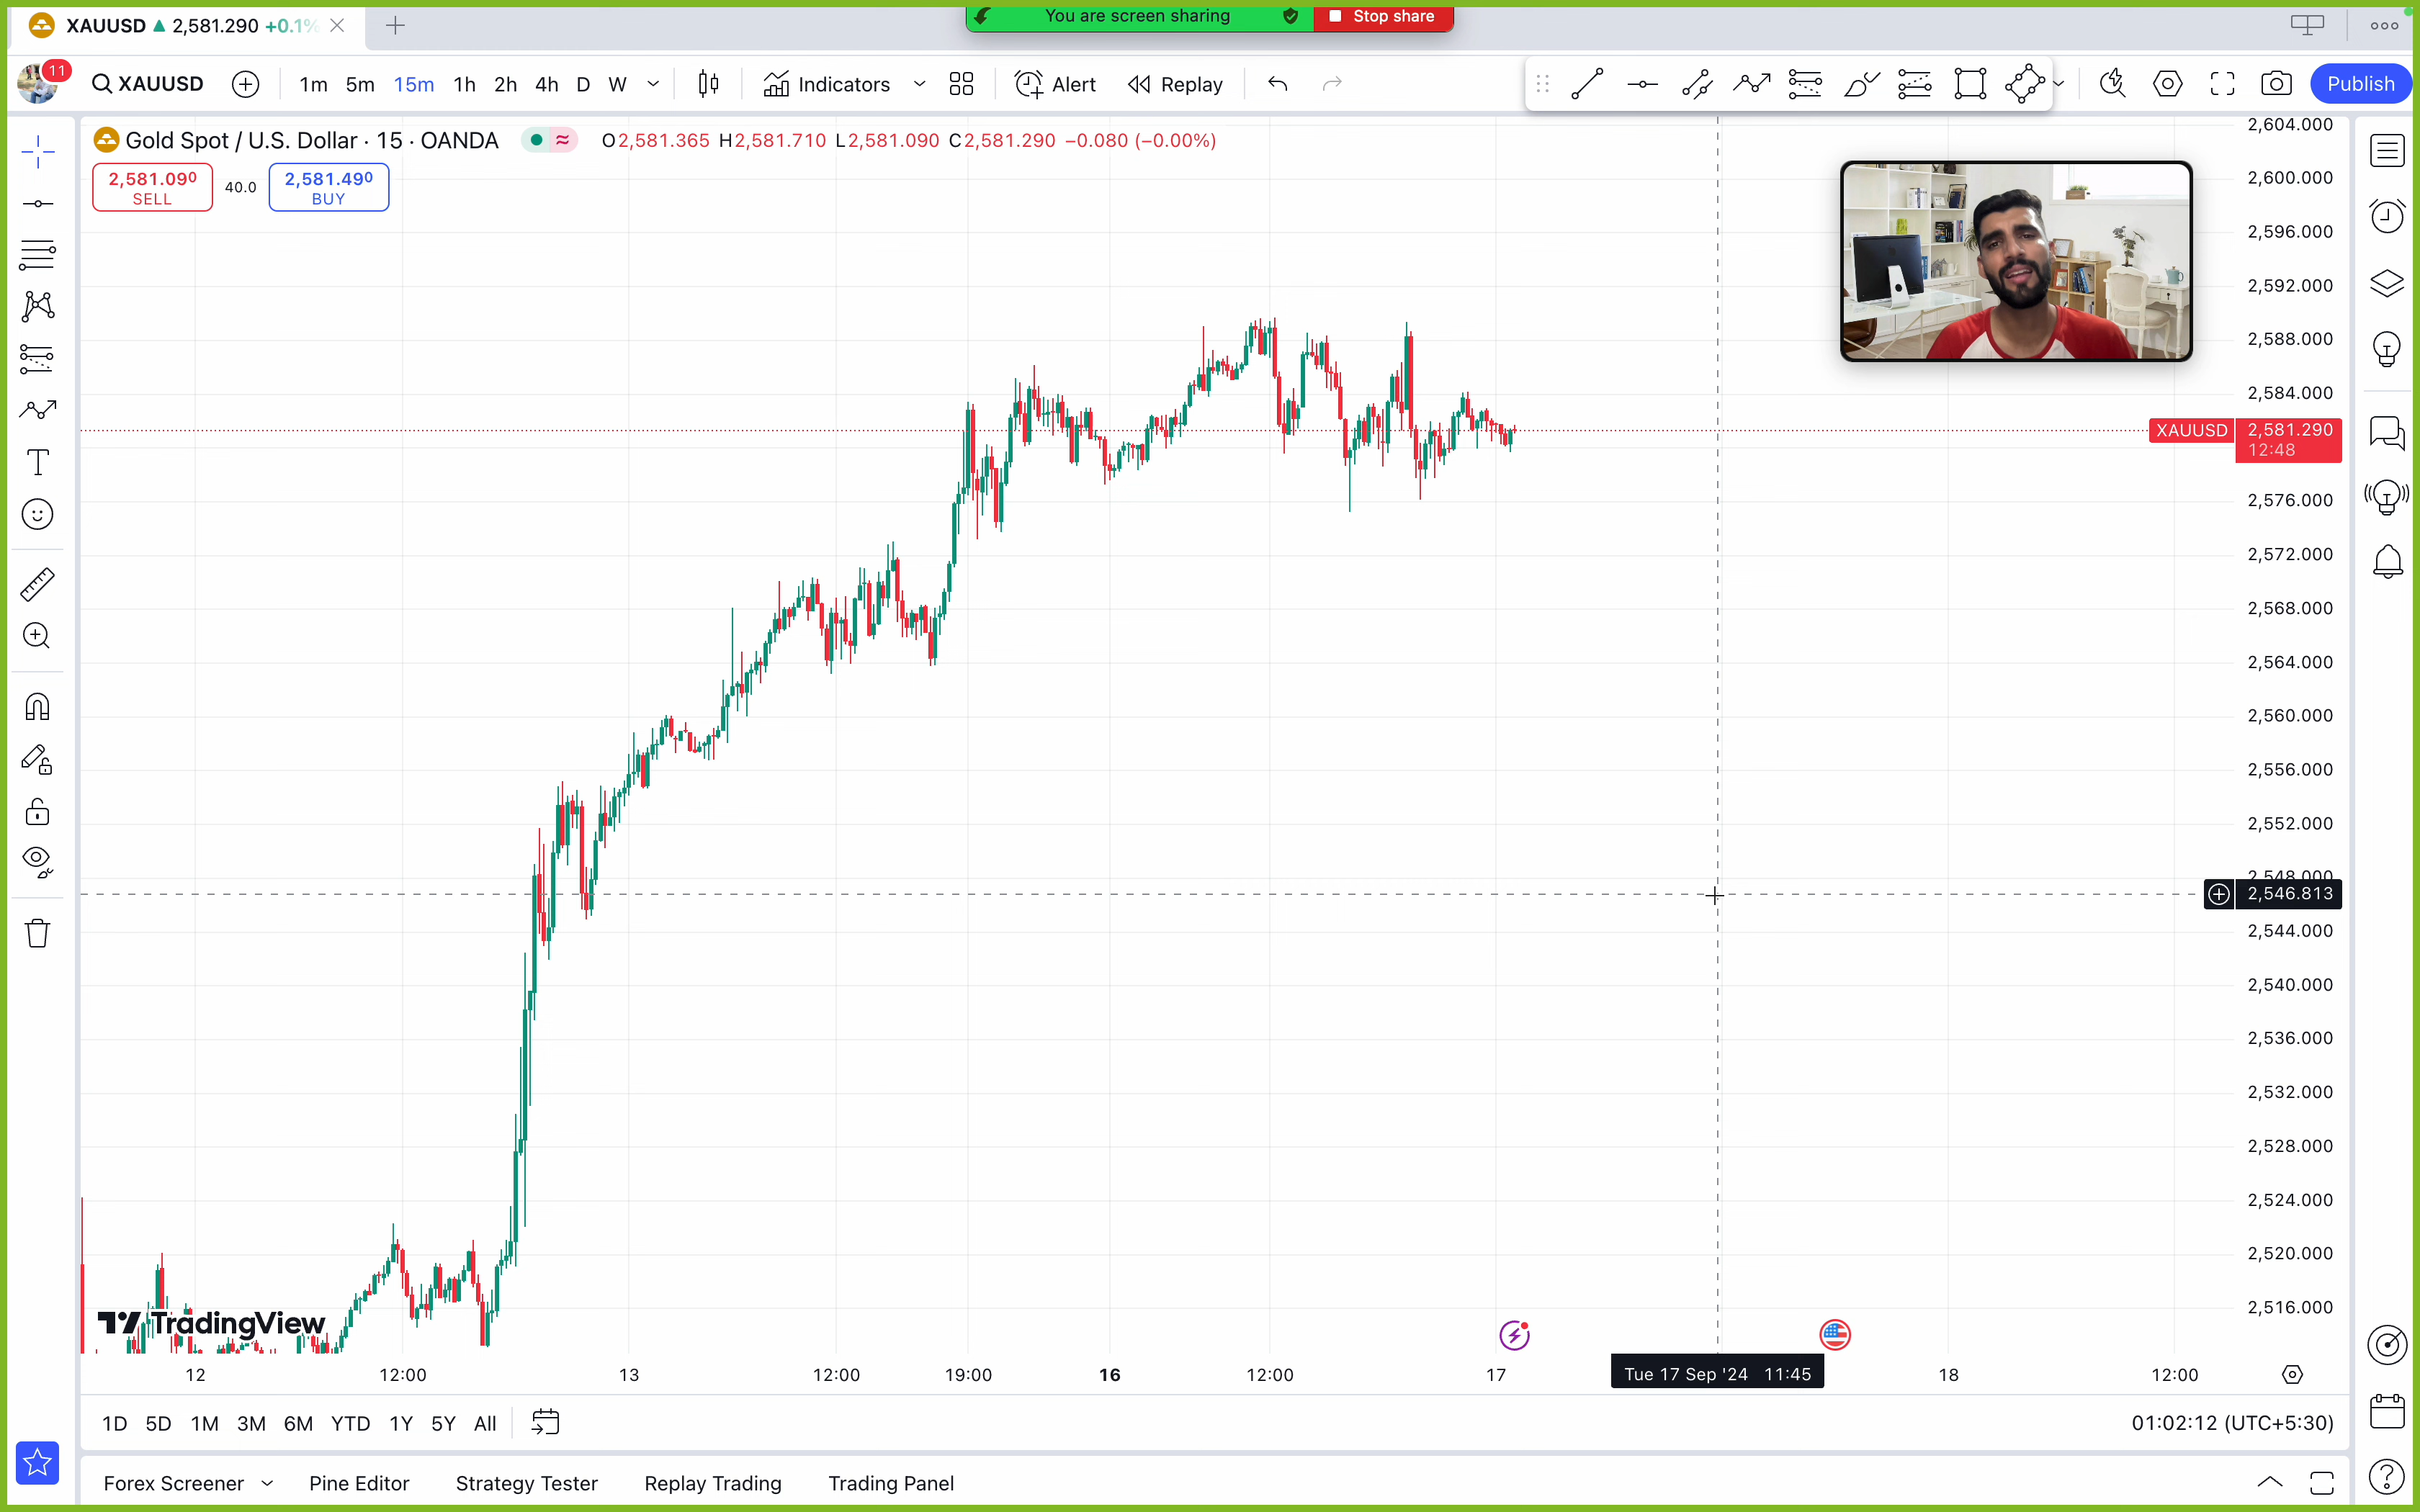 XAUUSD ▲ 2,581.290 +0.1%
You are screen sharing
Stop share
11
XAUUSD
1m 5m 15m 1h 2h 4h D W
Indicators
Alert
Replay
Publish
Gold Spot / U.S. Dollar · 15 · OANDA
O2,581.365 H2,581.710 L2,581.090 C2,581.290 −0.080 (−0.00%)
2,581.090
SELL
40.0
2,581.490
BUY
2,604.000
2,600.000
2,596.000
2,592.000
2,588.000
2,584.000
XAUUSD 2,581.290
12:48
2,576.000
2,572.000
2,568.000
2,564.000
2,560.000
2,556.000
2,552.000
2,548.000
2,546.813
2,544.000
2,540.000
2,536.000
2,532.000
2,528.000
2,524.000
2,520.000
2,516.000
TradingView
12 12:00 13 12:00 19:00 16 12:00 17 Tue 17 Sep '24 11:45 18 12:00
1D 5D 1M 3M 6M YTD 1Y 5Y All
01:02:12 (UTC+5:30)
Forex Screener Pine Editor Strategy Tester Replay Trading Trading Panel